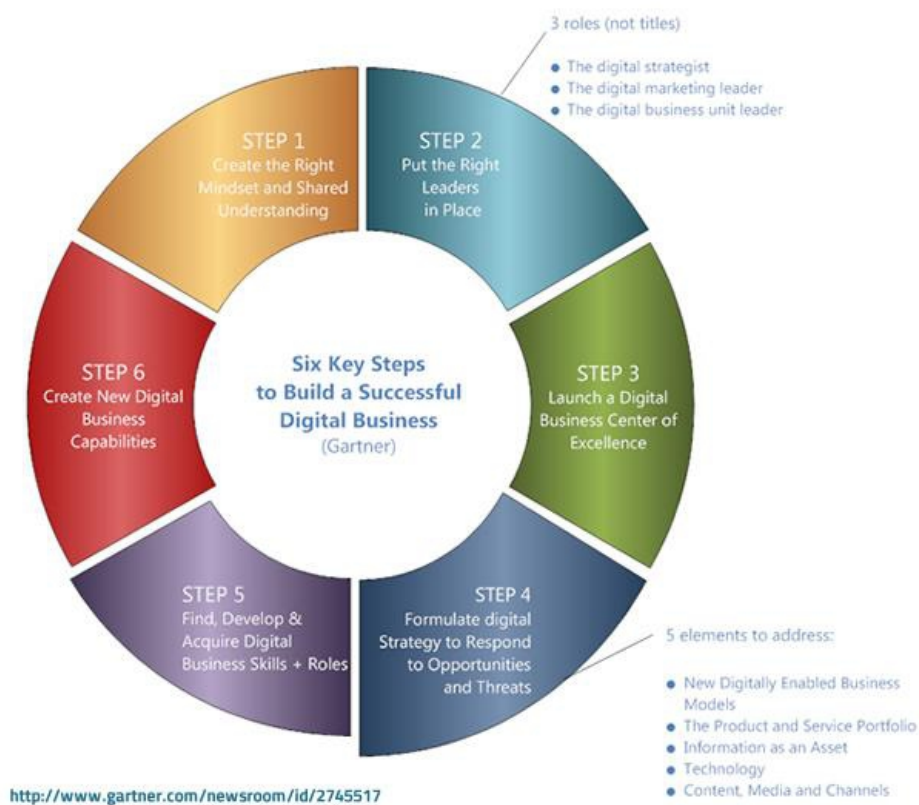 3 roles (not titles)
● The digital strategist
● The digital marketing leader
● The digital business unit leader
STEP 1
Create the Right
Mindset and Shared
Understanding
STEP 2
Put the Right
Leaders
in Place
STEP 3
Launch a Digital
Business Center of
Excellence
STEP 4
Formulate digital
Strategy to Respond
to Opportunities
and Threats
5 elements to address:
● New Digitally Enabled Business
Models
● The Product and Service Portfolio
● Information as an Asset
● Technology
● Content, Media and Channels
STEP 5
Find, Develop &
Acquire Digital
Business Skills + Roles
STEP 6
Create New Digital
Business
Capabilities
Six Key Steps
to Build a Successful
Digital Business
(Gartner)
http://www.gartner.com/newsroom/id/2745517